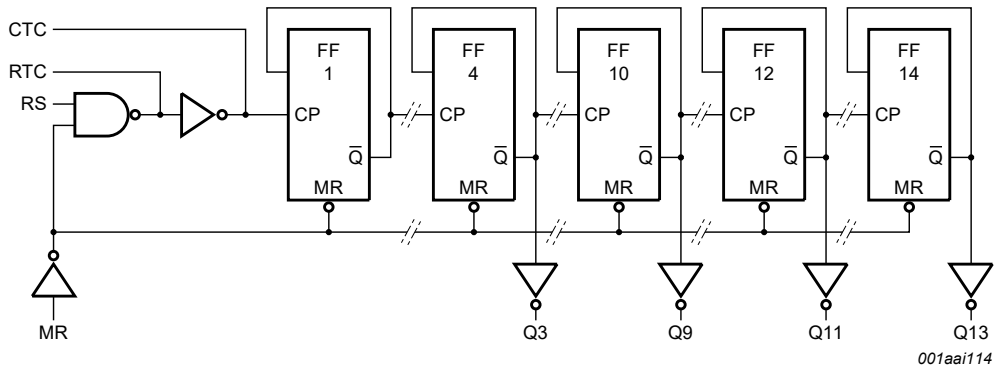 CTC
RTC
RS
FF
1
CP
Q̅
MR
FF
4
CP
Q̅
MR
FF
10
CP
Q̅
MR
FF
12
CP
Q̅
MR
FF
14
CP
Q̅
MR
MR
Q3
Q9
Q11
Q13
001aai114